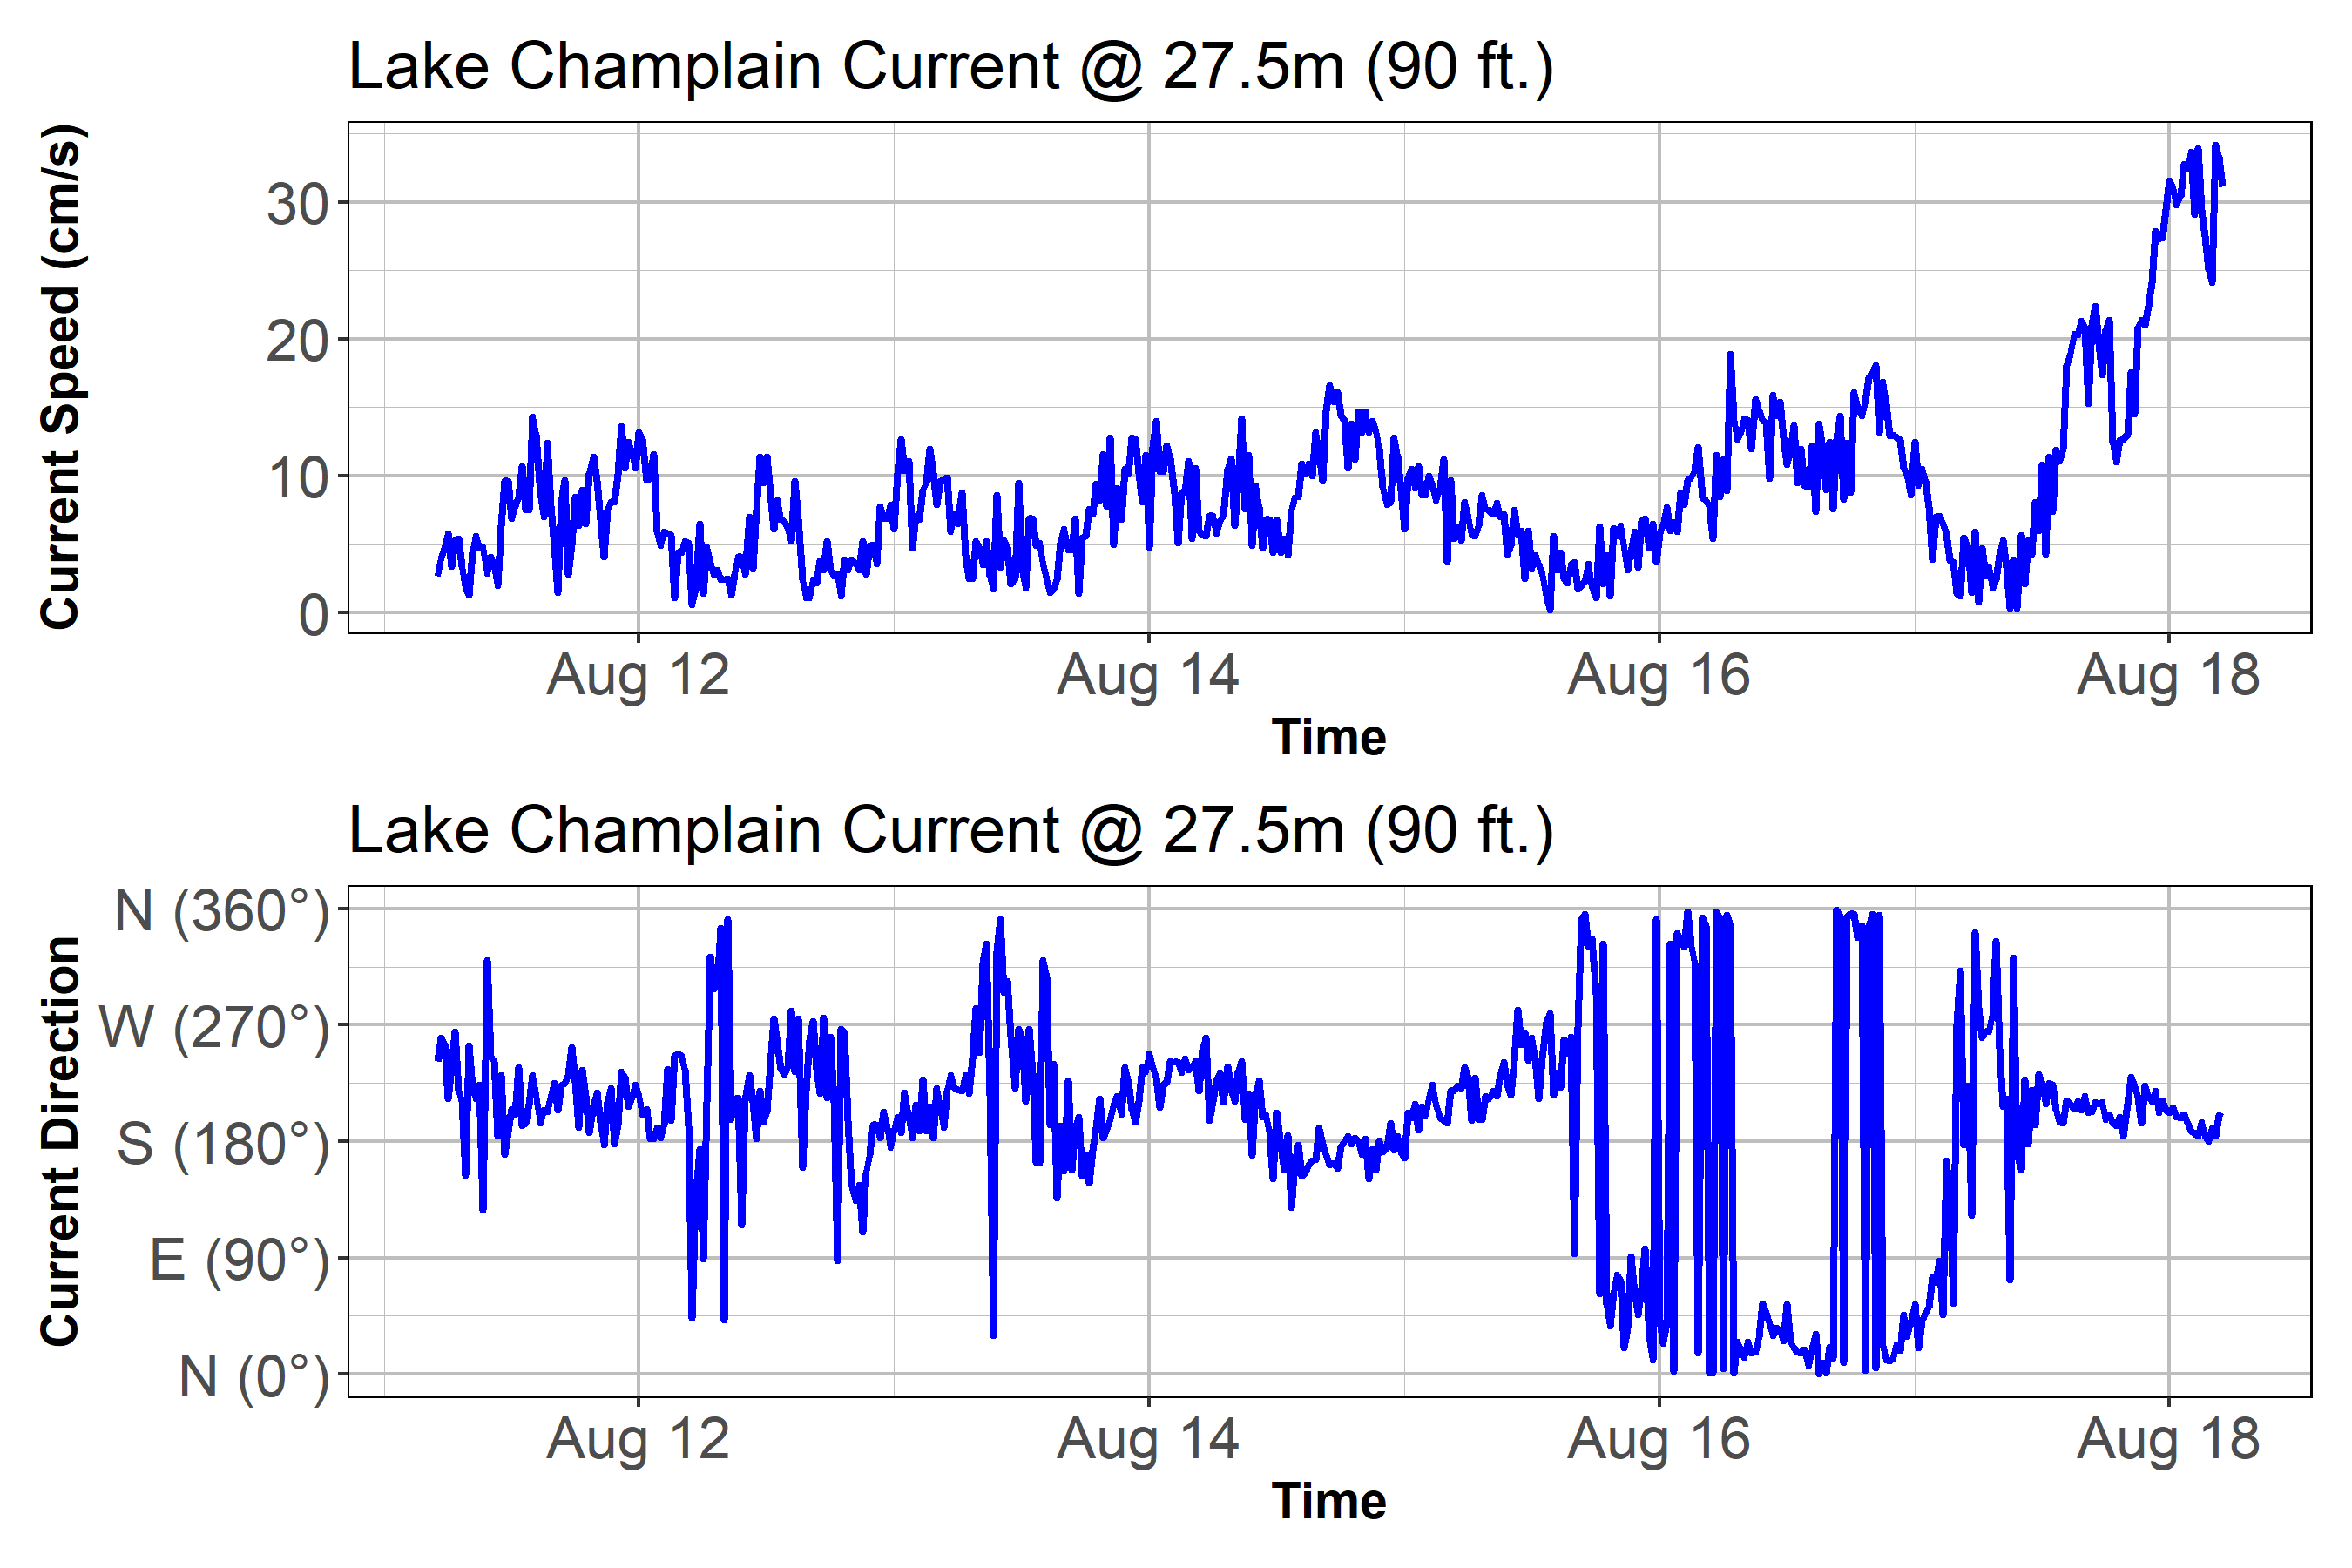 Lake Champlain Current @ 27.5m (90 ft.)
Current Speed (cm/s)
30
20
10
0
Aug 12 Aug 14 Aug 16 Aug 18
Time
Lake Champlain Current @ 27.5m (90 ft.)
Current Direction
N (360°)
W (270°)
S (180°)
E (90°)
N (0°)
Aug 12 Aug 14 Aug 16 Aug 18
Time